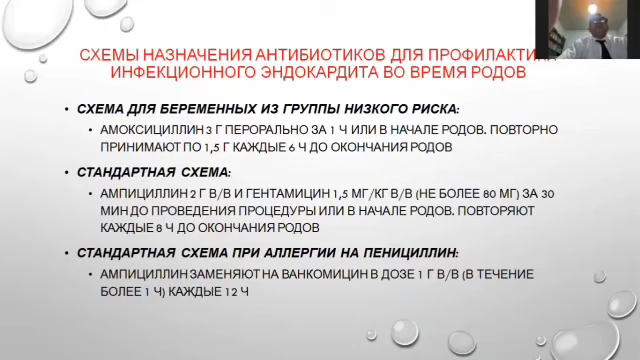 СХЕМЫ НАЗНАЧЕНИЯ АНТИБИОТИКОВ ДЛЯ ПРОФИЛАКТИК
ИНФЕКЦИОННОГО ЭНДОКАРДИТА ВО ВРЕМЯ РОДОВ
• СХЕМА ДЛЯ БЕРЕМЕННЫХ ИЗ ГРУППЫ НИЗКОГО РИСКА:
• АМОКСИЦИЛЛИН 3 Г ПЕРОРАЛЬНО ЗА 1 Ч ИЛИ В НАЧАЛЕ РОДОВ. ПОВТОРНО
ПРИНИМАЮТ ПО 1,5 Г КАЖДЫЕ 6 Ч ДО ОКОНЧАНИЯ РОДОВ
• СТАНДАРТНАЯ СХЕМА:
• АМПИЦИЛЛИН 2 Г В/В И ГЕНТАМИЦИН 1,5 МГ/КГ В/В (НЕ БОЛЕЕ 80 МГ) ЗА 30
МИН ДО ПРОВЕДЕНИЯ ПРОЦЕДУРЫ ИЛИ В НАЧАЛЕ РОДОВ. ПОВТОРЯЮТ
КАЖДЫЕ 8 Ч ДО ОКОНЧАНИЯ РОДОВ
• СТАНДАРТНАЯ СХЕМА ПРИ АЛЛЕРГИИ НА ПЕНИЦИЛЛИН:
• АМПИЦИЛЛИН ЗАМЕНЯЮТ НА ВАНКОМИЦИН В ДОЗЕ 1 Г В/В (В ТЕЧЕНИЕ
БОЛЕЕ 1 Ч) КАЖДЫЕ 12 Ч